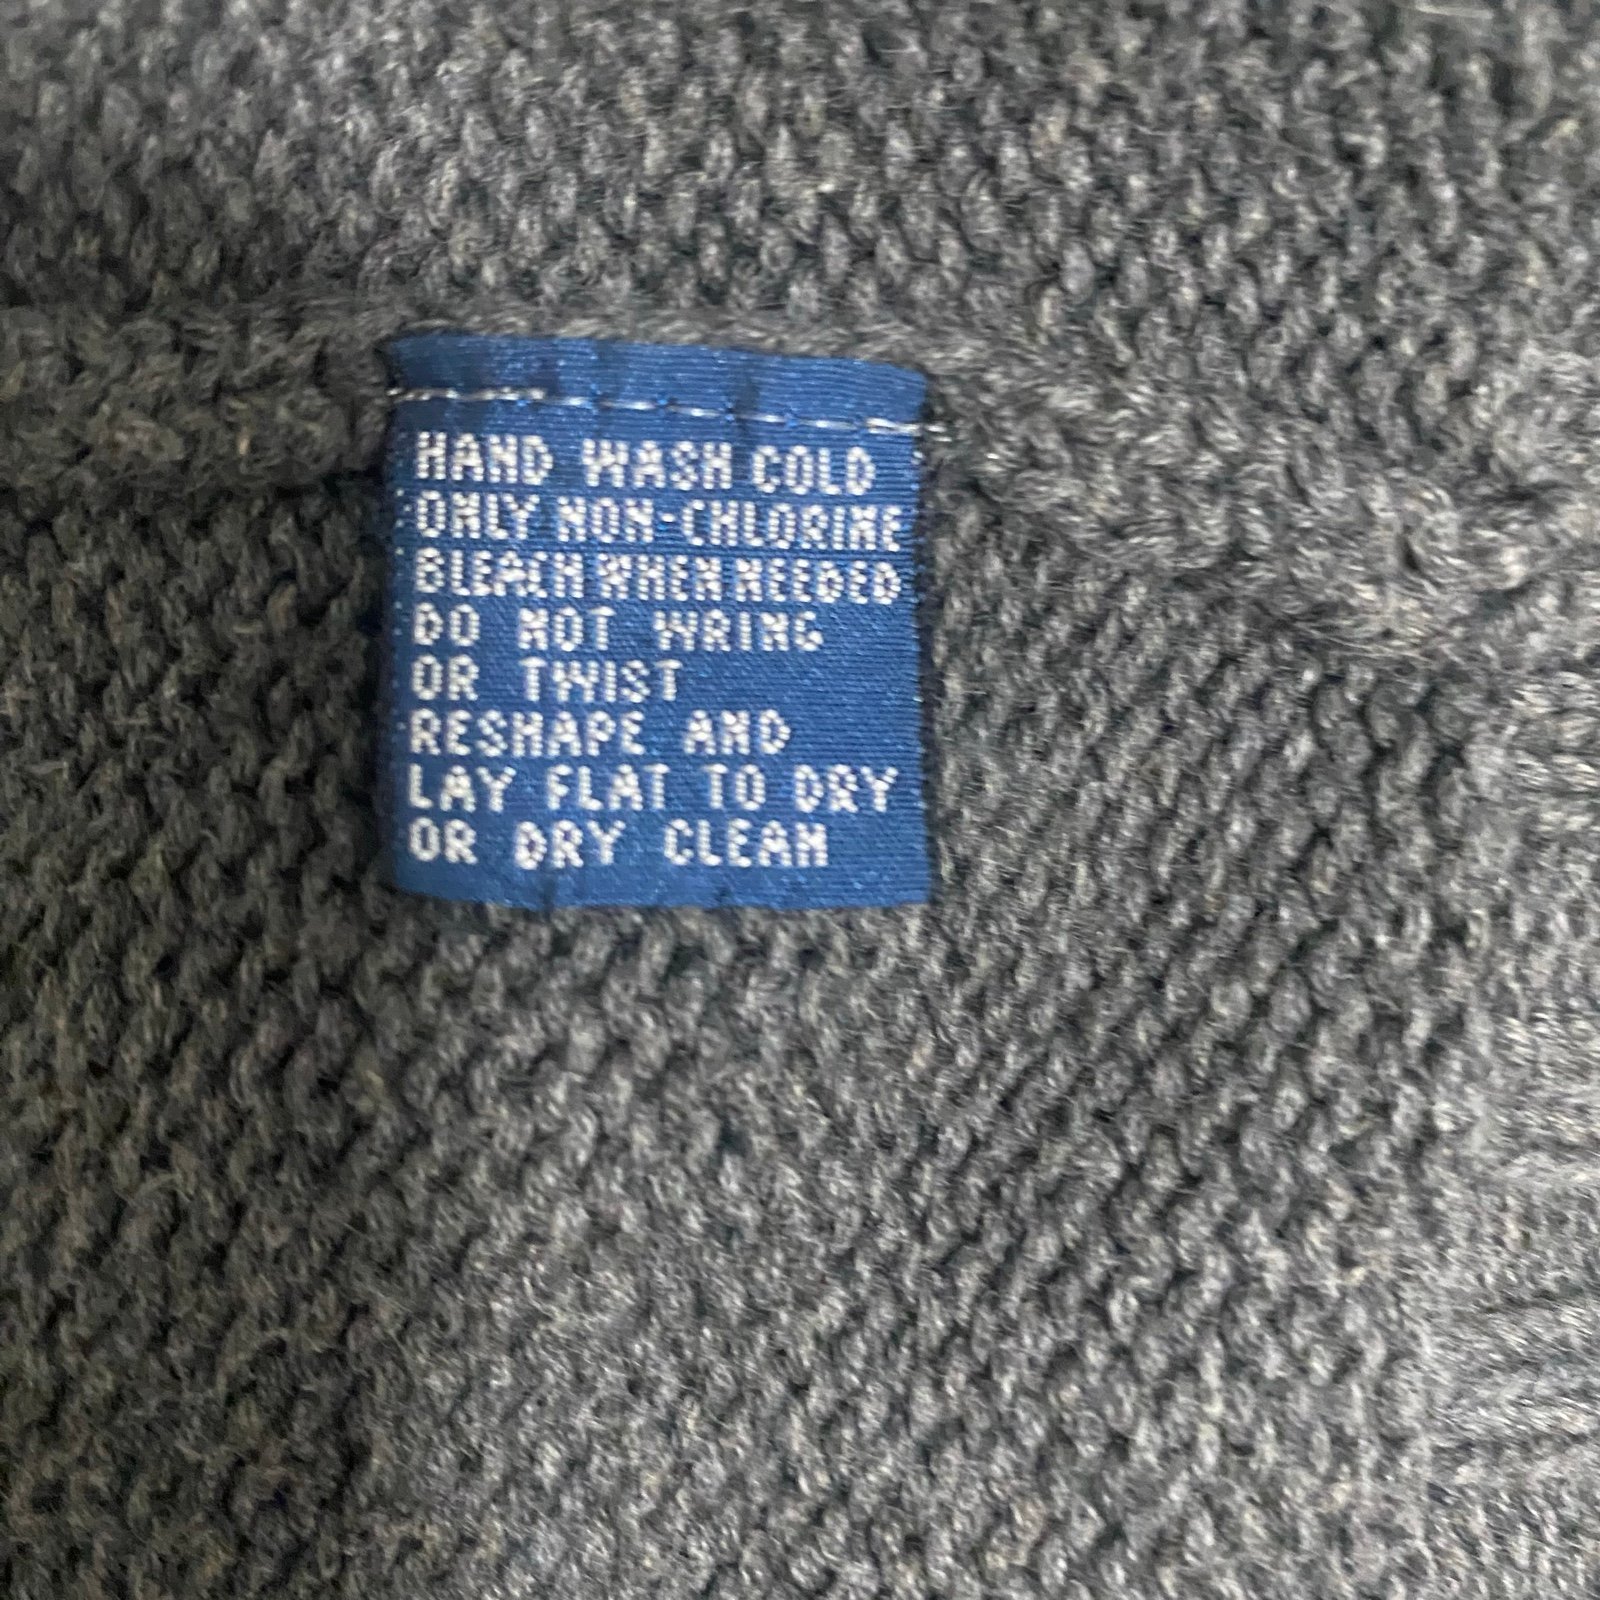 HAND WASH COLD
ONLY NON-CHLORINE
BLEACH WHEN NEEDED
DO NOT WRING
OR TWIST
RESHAPE AND
LAY FLAT TO DRY
OR DRY CLEAN